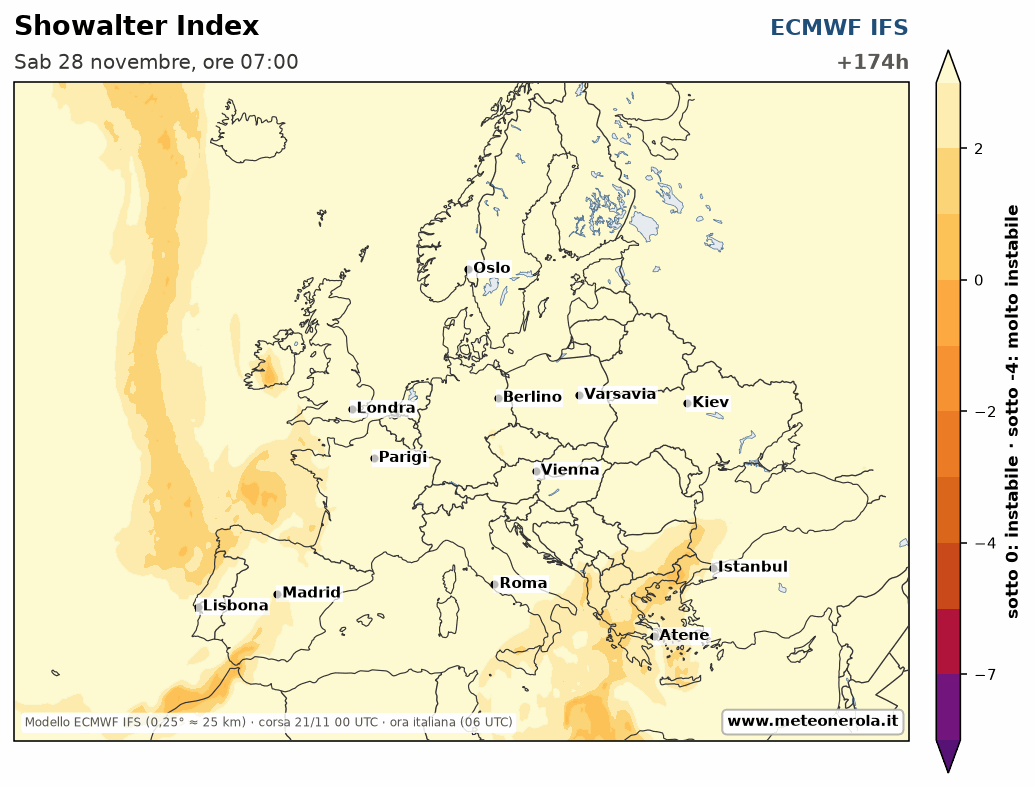 Showalter Index
ECMWF IFS
Sab 28 novembre, ore 07:00
+174h
Oslo
Londra
Berlino
Varsavia
Kiev
Parigi
Vienna
Istanbul
Roma
Madrid
Lisbona
Atene
Modello ECMWF IFS (0,25° ≈ 25 km) · corsa 21/11 00 UTC · ora italiana (06 UTC)
www.meteonerola.it
2
0
−2
−4
−7
sotto 0: instabile · sotto -4: molto instabile